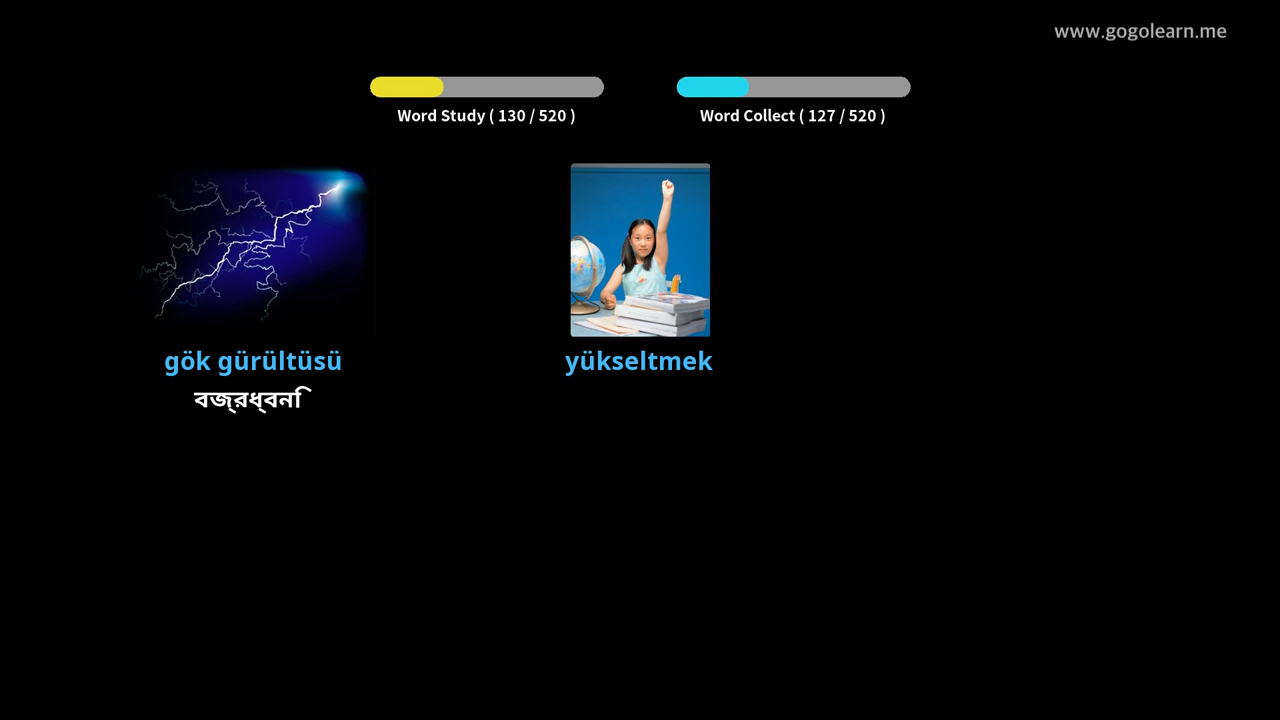 www.gogolearn.me
Word Study ( 130 / 520 )
Word Collect ( 127 / 520 )
gök gürültüsü
yükseltmek
বজ্রধ্বনি